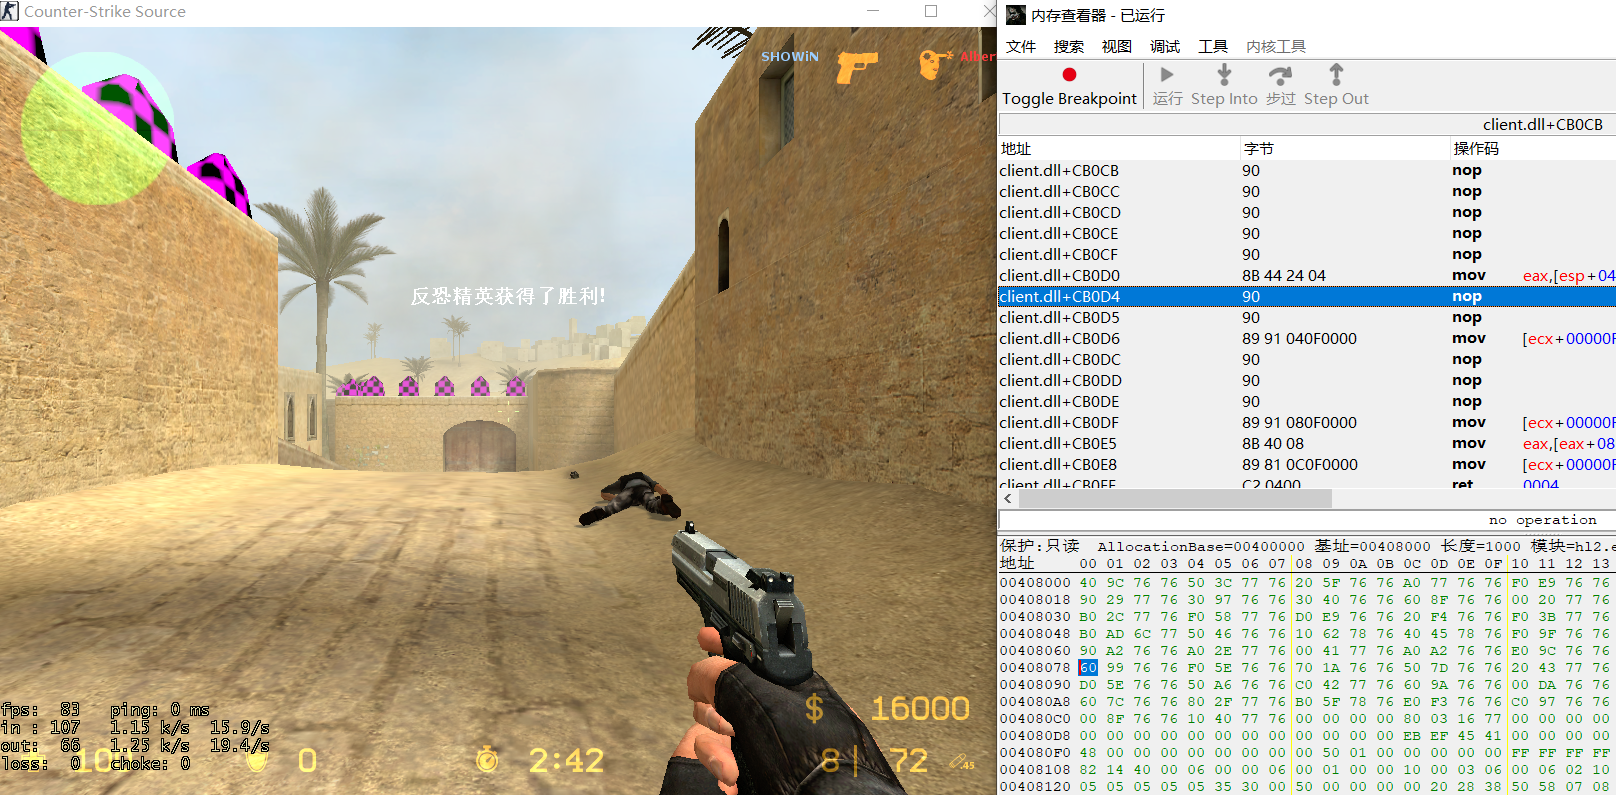 Counter-Strike Source
SHOWiN
Alber
反恐精英获得了胜利!
$ 16000
fps: 83 ping: 0 ms
in : 107 1.15 k/s 15.9/s
out: 66 1.25 k/s 19.4/s
loss: 0 choke: 0
100 0 2:42 8 | 72 .45
内存查看器 - 已运行
文件 搜索 视图 调试 工具 内核工具
Toggle Breakpoint 运行 Step Into 步过 Step Out
client.dll+CB0CB
地址 字节 操作码
client.dll+CB0CB 90 nop
client.dll+CB0CC 90 nop
client.dll+CB0CD 90 nop
client.dll+CB0CE 90 nop
client.dll+CB0CF 90 nop
client.dll+CB0D0 8B 44 24 04 mov eax,[esp+04
client.dll+CB0D4 90 nop
client.dll+CB0D5 90 nop
client.dll+CB0D6 89 91 040F0000 mov [ecx+00000F
client.dll+CB0DC 90 nop
client.dll+CB0DD 90 nop
client.dll+CB0DE 90 nop
client.dll+CB0DF 89 91 080F0000 mov [ecx+00000F
client.dll+CB0E5 8B 40 08 mov eax,[eax+08
client.dll+CB0E8 89 81 0C0F0000 mov [ecx+00000F
client.dll+CB0EE C2 0400 ret 0004
no operation
保护:只读 AllocationBase=00400000 基址=00408000 长度=1000 模块=hl2.e
地址 00 01 02 03 04 05 06 07 08 09 0A 0B 0C 0D 0E 0F 10 11 12 13
00408000 40 9C 76 76 50 3C 77 76 20 5F 76 76 A0 77 76 76 F0 E9 76 76
00408018 90 29 77 76 30 97 76 76 30 40 76 76 60 8F 76 76 00 20 77 76
00408030 B0 2C 77 76 F0 58 77 76 D0 E9 76 76 20 F4 76 76 F0 3B 77 76
00408048 B0 AD 6C 77 50 46 76 76 10 62 78 76 40 45 78 76 F0 9F 76 76
00408060 90 A2 76 76 A0 2E 77 76 00 41 77 76 A0 A2 76 76 E0 9C 76 76
00408078 60 99 76 76 F0 5E 76 76 70 1A 76 76 50 7D 76 76 20 43 77 76
00408090 D0 5E 76 76 50 A6 76 76 C0 42 77 76 60 9A 76 76 00 DA 76 76
004080A8 60 7C 76 76 80 2F 77 76 B0 5F 78 76 E0 F3 76 76 C0 97 76 76
004080C0 00 8F 76 76 10 40 77 76 00 00 00 00 80 03 16 77 00 00 00 00
004080D8 00 00 00 00 00 00 00 00 00 00 00 00 EB EF 45 41 00 00 00 00
004080F0 48 00 00 00 00 00 00 00 00 50 01 00 00 00 00 00 FF FF FF FF
00408108 82 14 40 00 06 00 00 06 00 01 00 00 10 00 03 06 00 06 02 10
00408120 05 05 05 05 05 35 30 00 50 00 00 00 00 20 28 38 50 58 07 08